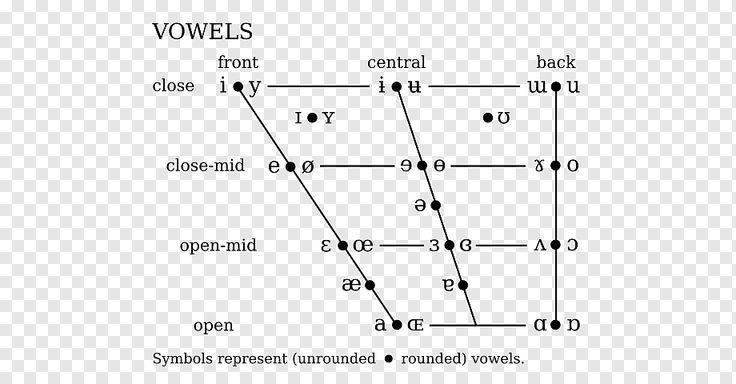 VOWELS
front central back
close i • y ɨ • ʉ ɯ • u
ɪ • ʏ • ʊ
close-mid e • ø ɘ • ɵ ɤ • o
ə •
open-mid ɛ • œ ɜ • ɞ ʌ • ɔ
æ • ɐ •
open a • ɶ ɑ • ɒ
Symbols represent (unrounded • rounded) vowels.